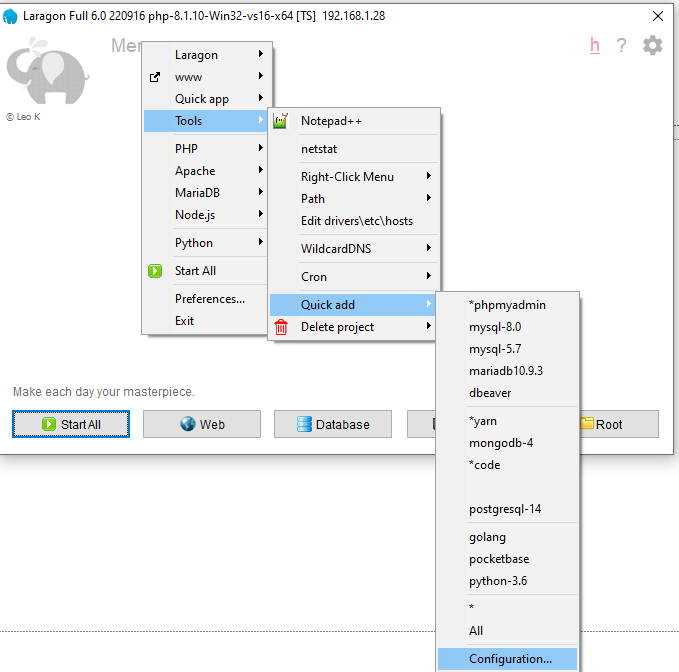 Laragon Full 6.0 220916 php-8.1.10-Win32-vs16-x64 [TS] 192.168.1.28
h ?
© Leo K
Laragon
www
Quick app
Tools
PHP
Apache
MariaDB
Node.js
Python
Start All
Preferences...
Exit
Notepad++
netstat
Right-Click Menu
Path
Edit drivers\etc\hosts
WildcardDNS
Cron
Quick add
Delete project
*phpmyadmin
mysql-8.0
mysql-5.7
mariadb10.9.3
dbeaver
*yarn
mongodb-4
*code
postgresql-14
golang
pocketbase
python-3.6
*
All
Configuration...
Make each day your masterpiece.
Start All
Web
Database
Root